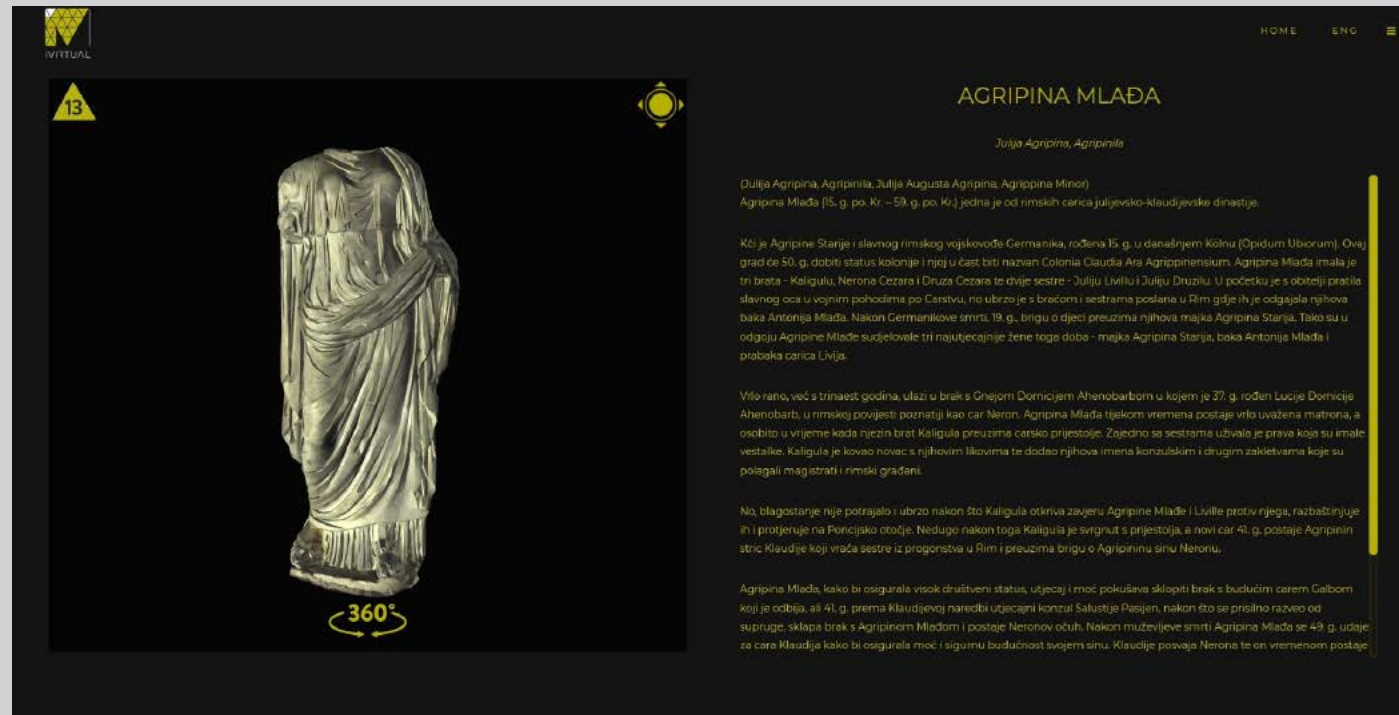 IVIRTUAL
HOME ENG
13
360°
AGRIPINA MLAĐA
Julija Agripina, Agripinila
(Julija Agripina, Agripinila, Julija Augusta Agripina, Agrippina Minor)
Agripina Mlađa (15. g. po. Kr. – 59. g. po. Kr.) jedna je od rimskih carica julijevsko-klaudijevske dinastije.
Kći je Agripine Starije i slavnog rimskog vojskovođe Germanika, rođena 15. g. u današnjem Kolnu (Opidum Ubiorum). Ovaj
grad će 50. g. dobiti status kolonije i njoj u čast biti nazvan Colonia Claudia Ara Agrippinensium. Agripina Mlađa imala je
tri brata - Kaligulu, Nerona Cezara i Druza Cezara te dvije sestre - Juliju Livillu i Juliju Druzilu. U početku je s obitelji pratila
slavnog oca u vojnim pohodima po Carstvu, no ubrzo je s braćom i sestrama poslana u Rim gdje ih je odgajala njihova
baka Antonija Mlađa. Nakon Germanikove smrti, 19. g., brigu o djeci preuzima njihova majka Agripina Starija. Tako su u
odgoju Agripine Mlađe sudjelovale tri najutjecajnije žene toga doba - majka Agripina Starija, baka Antonija Mlađa i
prabaka carica Livija.
Vrlo rano, već s trinaest godina, ulazi u brak s Gnejom Domicijem Ahenobarbom u kojem je 37. g. rođen Lucije Domicije
Ahenobarb, u rimskoj povijesti poznatiji kao car Neron. Agripina Mlađa tijekom vremena postaje vrlo uvažena matrona, a
osobito u vrijeme kada njezin brat Kaligula preuzima carsko prijestolje. Zajedno sa sestrama uživala je prava koja su imale
vestalke. Kaligula je kovao novac s njihovim likovima te dodao njihova imena konzulskim i drugim zakletvama koje su
polagali magistrati i rimski građani.
No, blagostanje nije potrajalo i ubrzo nakon što Kaligula otkriva zavjeru Agripine Mlađe i Liville protiv njega, razbaštinjuje
ih i protjeruje na Poncijsko otočje. Nedugo nakon toga Kaligula je svrgnut s prijestolja, a novi car 41. g. postaje Agripinin
stric Klaudije koji vraća sestre iz progonstva u Rim i preuzima brigu o Agripininu sinu Neronu.
Agripina Mlađa, kako bi osigurala visok društveni status, utjecaj i moć pokušava sklopiti brak s budućim carem Galbom
koji je odbija, ali 41. g. prema Klaudijevoj naredbi utjecajni konzul Salustije Pasijen, nakon što se prisilno razveo od
supruge, sklapa brak s Agripinom Mlađom i postaje Neronov očuh. Nakon muževljeve smrti Agripina Mlađa se 49. g. udaje
za cara Klaudija kako bi osigurala moć i sigurnu budućnost svojem sinu. Klaudije posvaja Nerona te on vremenom postaje